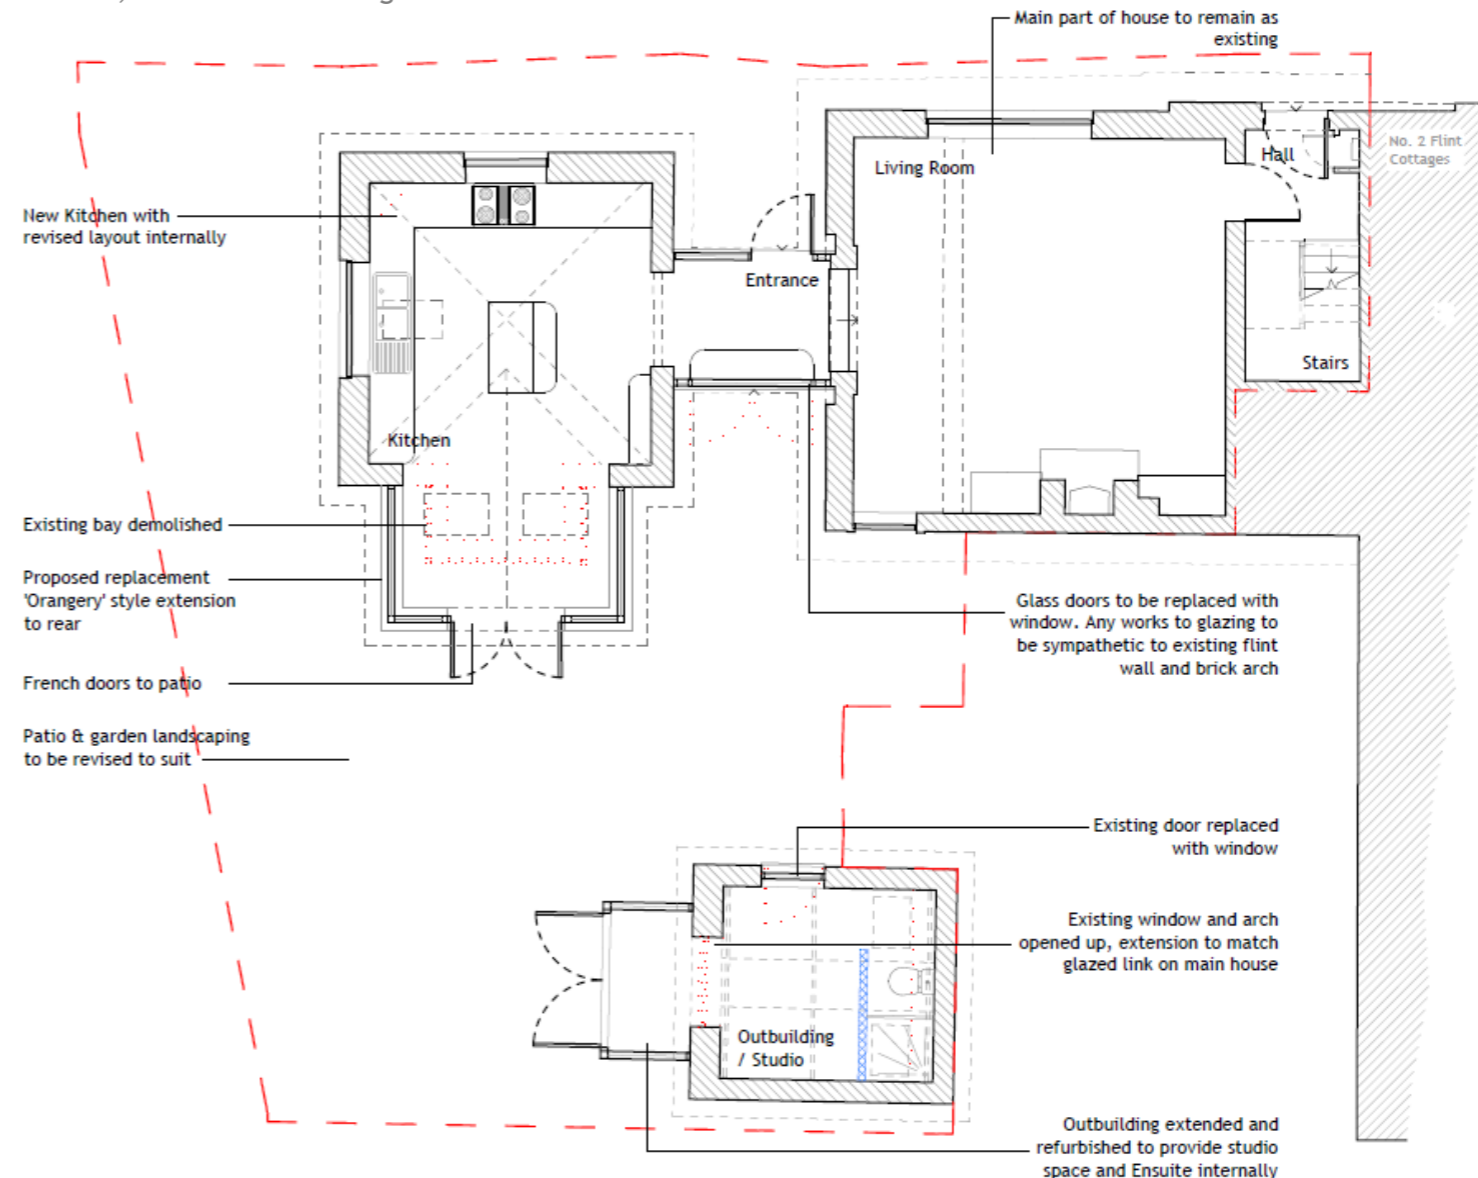 Main part of house to remain as
existing
No. 2 Flint
Cottages
Hall
Living Room
New Kitchen with
revised layout internally
Entrance
Stairs
Kitchen
Existing bay demolished
Proposed replacement
'Orangery' style extension
to rear
Glass doors to be replaced with
window. Any works to glazing to
be sympathetic to existing flint
wall and brick arch
French doors to patio
Patio & garden landscaping
to be revised to suit
Existing door replaced
with window
Existing window and arch
opened up, extension to match
glazed link on main house
Outbuilding
/ Studio
Outbuilding extended and
refurbished to provide studio
space and Ensuite internally